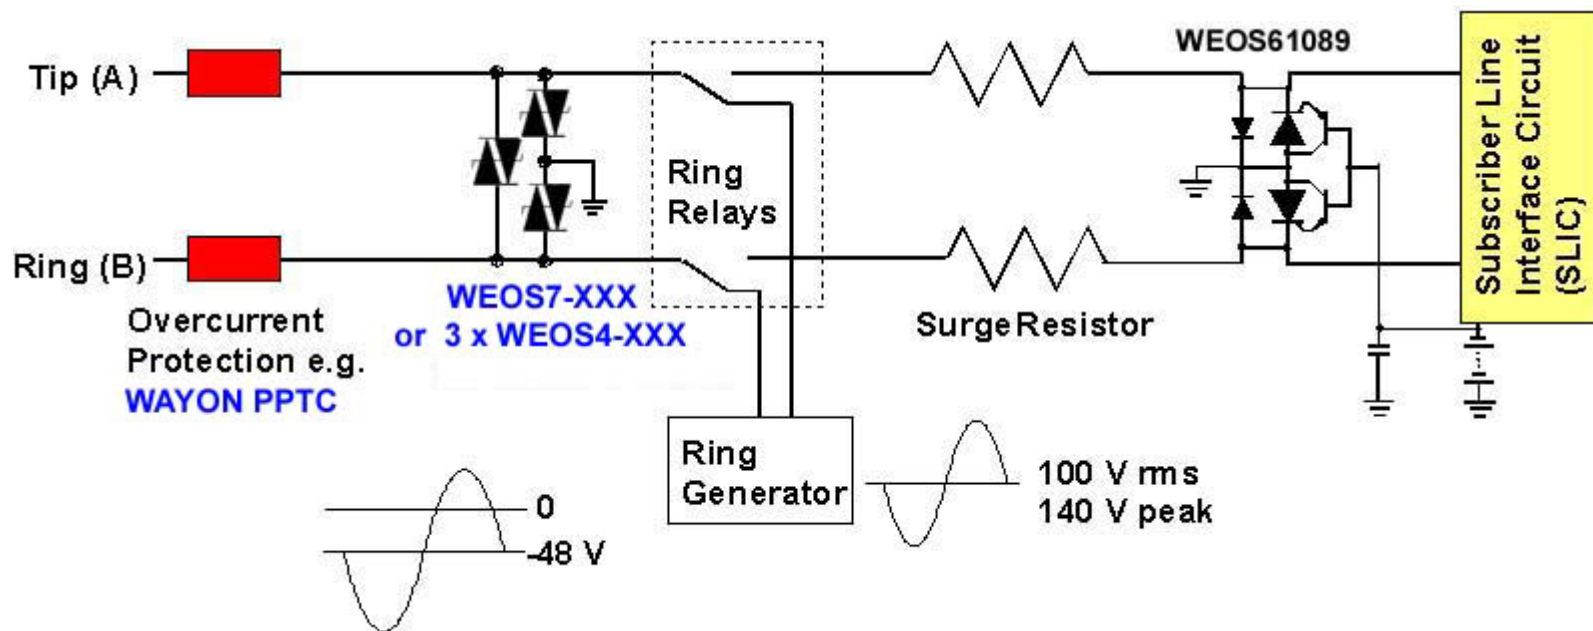 Tip (A)
Ring (B)
Overcurrent
Protection e.g.
WAYON PPTC
WEOS7-XXX
or 3 x WEOS4-XXX
Ring
Relays
Surge Resistor
WEOS61089
Subscriber Line
Interface Circuit
(SLIC)
Ring
Generator
100 V rms
140 V peak
0
-48 V